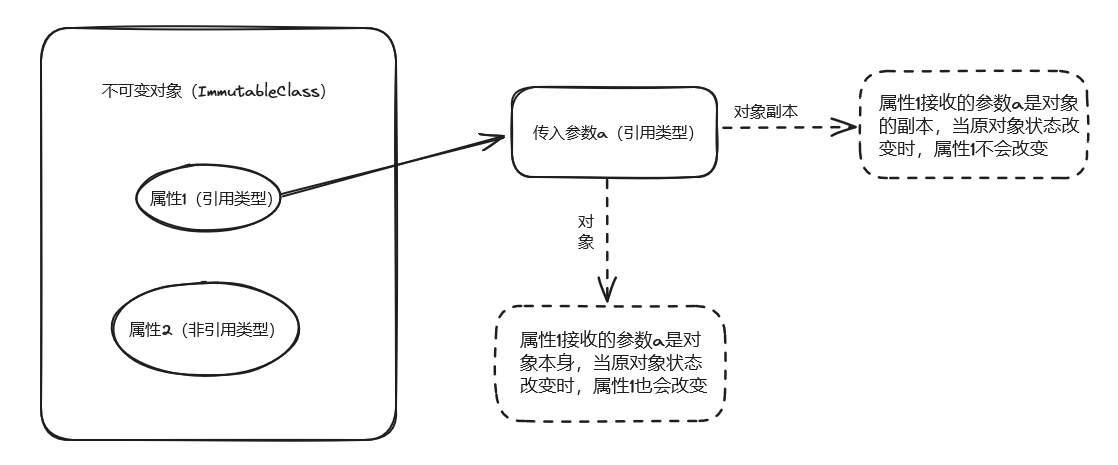 不可变对象（ImmutableClass）
属性1（引用类型）
属性2（非引用类型）
传入参数a（引用类型）
对象副本
属性1接收的参数a是对象
的副本，当原对象状态改
变时，属性1不会改变
对
象
属性1接收的参数a是对
象本身，当原对象状态
改变时，属性1也会改变